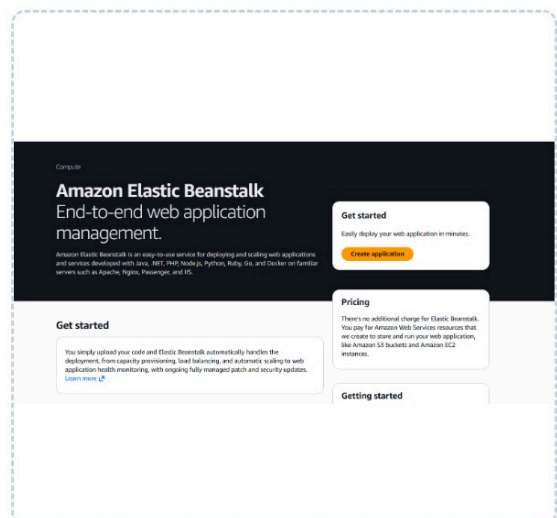 Compute
Amazon Elastic Beanstalk
End-to-end web application
management.
Amazon Elastic Beanstalk is an easy-to-use service for deploying and scaling web applications
and services developed with Java, .NET, PHP, Node.js, Python, Ruby, Go, and Docker on familiar
servers such as Apache, Nginx, Passenger, and IIS.
Get started
Easily deploy your web application in minutes.
Create application
Pricing
There's no additional charge for Elastic Beanstalk.
You pay for Amazon Web Services resources that
we create to store and run your web application,
like Amazon S3 buckets and Amazon EC2
instances.
Get started
You simply upload your code and Elastic Beanstalk automatically handles the
deployment, from capacity provisioning, load balancing, and automatic scaling to web
application health monitoring, with ongoing fully managed patch and security updates.
Learn more
Getting started